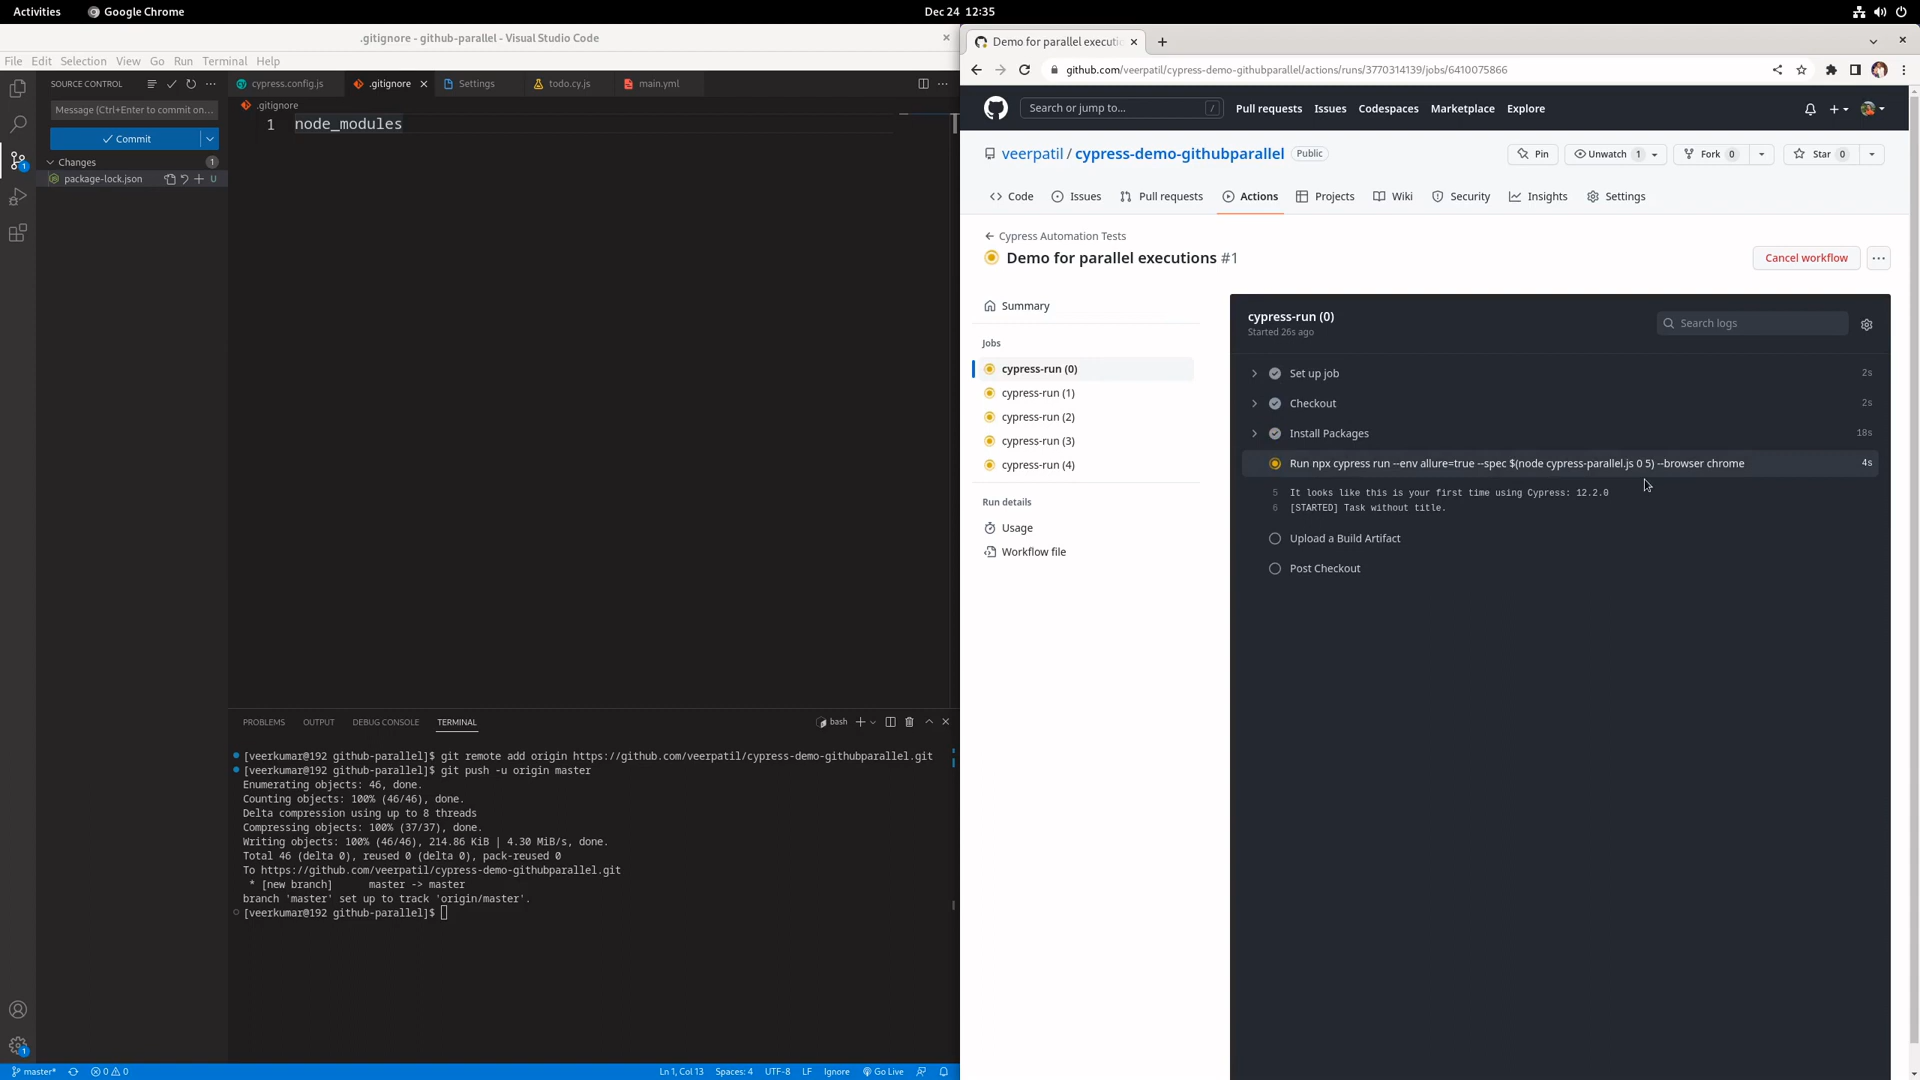 Activities
Google Chrome
Dec 24 12:35
.gitignore - github-parallel - Visual Studio Code
File Edit Selection View Go Run Terminal Help
SOURCE CONTROL
Message (Ctrl+Enter to commit on...
Commit
Changes
1
package-lock.json
U
1
1
cypress.config.js
.gitignore
Settings
todo.cy.js
main.yml
.gitignore
1 node_modules
PROBLEMS OUTPUT DEBUG CONSOLE TERMINAL
bash
[veerkumar@192 github-parallel]$ git remote add origin https://github.com/veerpatil/cypress-demo-githubparallel.git
[veerkumar@192 github-parallel]$ git push -u origin master
Enumerating objects: 46, done.
Counting objects: 100% (46/46), done.
Delta compression using up to 8 threads
Compressing objects: 100% (37/37), done.
Writing objects: 100% (46/46), 214.86 KiB | 4.30 MiB/s, done.
Total 46 (delta 0), reused 0 (delta 0), pack-reused 0
To https://github.com/veerpatil/cypress-demo-githubparallel.git
* [new branch] master -> master
branch 'master' set up to track 'origin/master'.
[veerkumar@192 github-parallel]$
master* 0 0
Ln 1, Col 13 Spaces: 4 UTF-8 LF Ignore Go Live
Demo for parallel executi
github.com/veerpatil/cypress-demo-githubparallel/actions/runs/3770314139/jobs/6410075866
Search or jump to... /
Pull requests Issues Codespaces Marketplace Explore
veerpatil / cypress-demo-githubparallel Public
Pin Unwatch 1 Fork 0 Star 0
Code Issues Pull requests Actions Projects Wiki Security Insights Settings
Cypress Automation Tests
Demo for parallel executions #1
Cancel workflow
Summary
Jobs
cypress-run (0)
cypress-run (1)
cypress-run (2)
cypress-run (3)
cypress-run (4)
Run details
Usage
Workflow file
cypress-run (0)
Started 26s ago
Search logs
Set up job 2s
Checkout 2s
Install Packages 18s
Run npx cypress run --env allure=true --spec $(node cypress-parallel.js 0 5) --browser chrome 4s
5 It looks like this is your first time using Cypress: 12.2.0
6 [STARTED] Task without title.
Upload a Build Artifact
Post Checkout